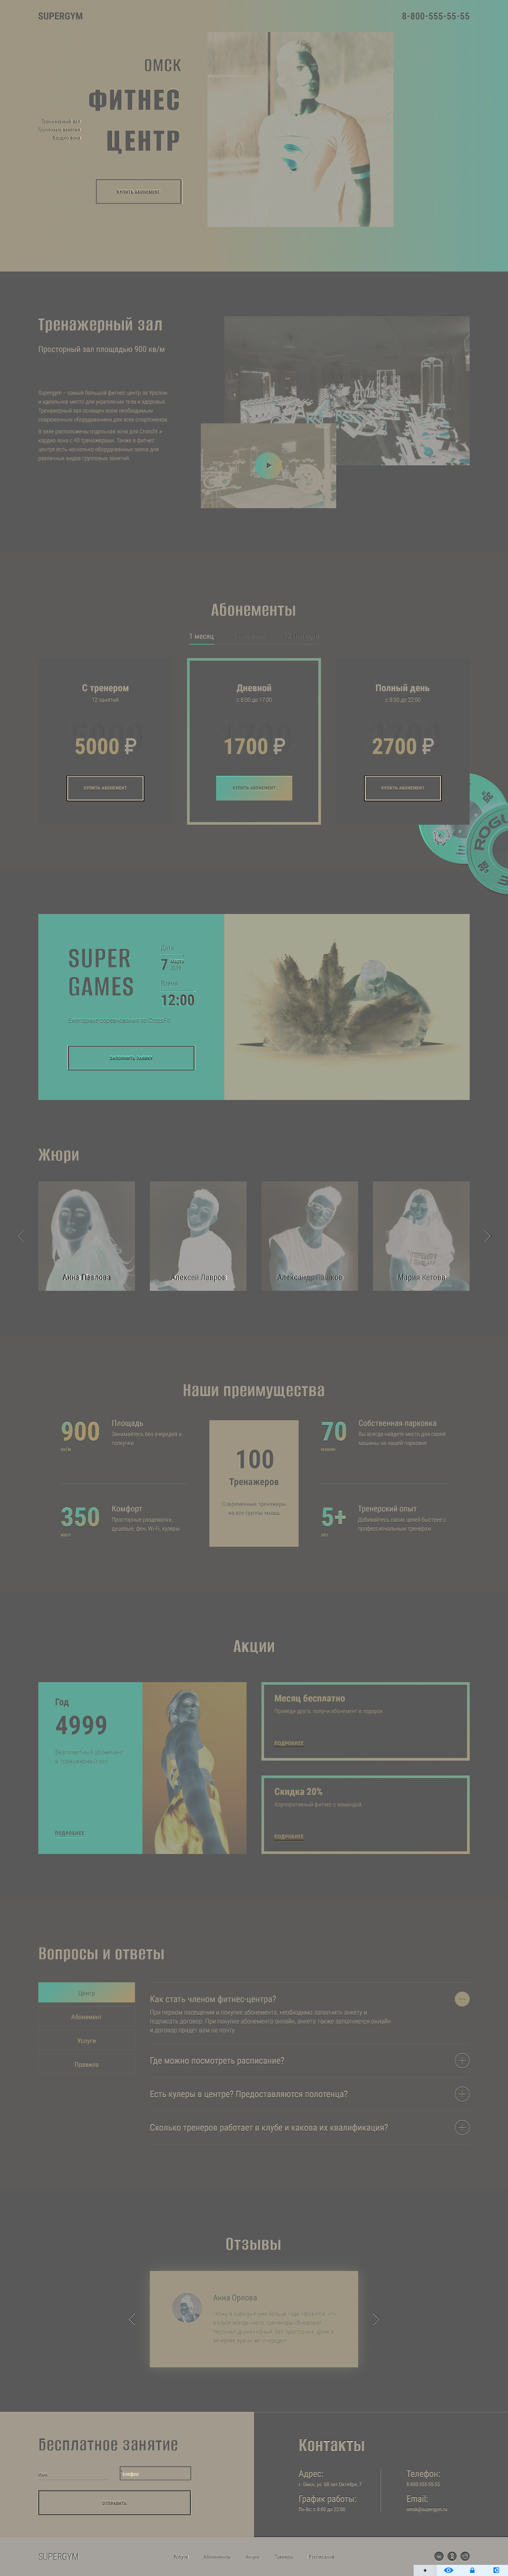 SUPERGYM
8-800-555-55-55
ОМСК
ФИТНЕС
ЦЕНТР
Тренажерный зал
Групповые занятия
Кардио зона
КУПИТЬ АБОНЕМЕНТ
Тренажерный зал
Просторный зал площадью 900 кв/м
Supergym – самый большой фитнес центр за Уралом
и идеальное место для укрепления тела и здоровья.
Тренажерный зал оснащен всем необходимым
современным оборудованием для всех спортсменов.
В зале расположены отдельная зона для Crossfit и
кардио-зона с 40 тренажерами. Также в фитнес
центре есть несколько оборудованных залов для
различных видов групповых занятий.
Абонементы
1 месяц
С тренером
12 занятий
5000 ₽
КУПИТЬ АБОНЕМЕНТ
Дневной
с 8:00 до 17:00
1700 ₽
КУПИТЬ АБОНЕМЕНТ
Полный день
с 8:00 до 22:00
2700 ₽
КУПИТЬ АБОНЕМЕНТ
ROGU
SUPER
GAMES
Дата
7 марта
2019
Время
12:00
Ежегодные соревнования по CrossFit
ЗАПОЛНИТЬ ЗАЯВКУ
Жюри
Анна Павлова
Алексей Лавров
Александр Пашков
Мария Кетова
Наши преимущества
900
кв/м
Площадь
Занимайтесь без очередей и
толкучки
350
мест
Комфорт
Просторные раздевалки,
душевые, фен, Wi-Fi, кулеры
100
Тренажеров
Современные тренажеры
на все группы мышц
70
машин
Собственная парковка
Вы всегда найдете место для своей
машины на нашей парковке
5+
лет
Тренерский опыт
Добивайтесь своих целей быстрее с
профессиональным тренером
Акции
Год
4999
Безлимитный абонемент
в тренажерный зал
ПОДРОБНЕЕ
Месяц бесплатно
Приведи друга, получи абонемент в подарок
ПОДРОБНЕЕ
Скидка 20%
Корпоративный фитнес с командой
ПОДРОБНЕЕ
Вопросы и ответы
Центр
Абонемент
Услуги
Правила
Как стать членом фитнес-центра?
При первом посещении и покупке абонемента, необходимо заполнить анкету и
подписать договор. При покупке абонемента онлайн, анкета также заполняется онлайн
и договор придет вам на почту.
Где можно посмотреть расписание?
Есть кулеры в центре? Предоставляются полотенца?
Сколько тренеров работает в клубе и какова их квалификация?
Отзывы
Анна Орлова
Бесплатное занятие
Имя
Телефон
ОТПРАВИТЬ
Контакты
Адрес:
г. Омск, ул. 68 лет Октября, 7
График работы:
Пн-Вс: с 8:00 до 22:00
Телефон:
8-800-555-55-55
Email:
omsk@supergym.ru
SUPERGYM
Услуги
Абонементы
Акции
Тренеры
Расписание